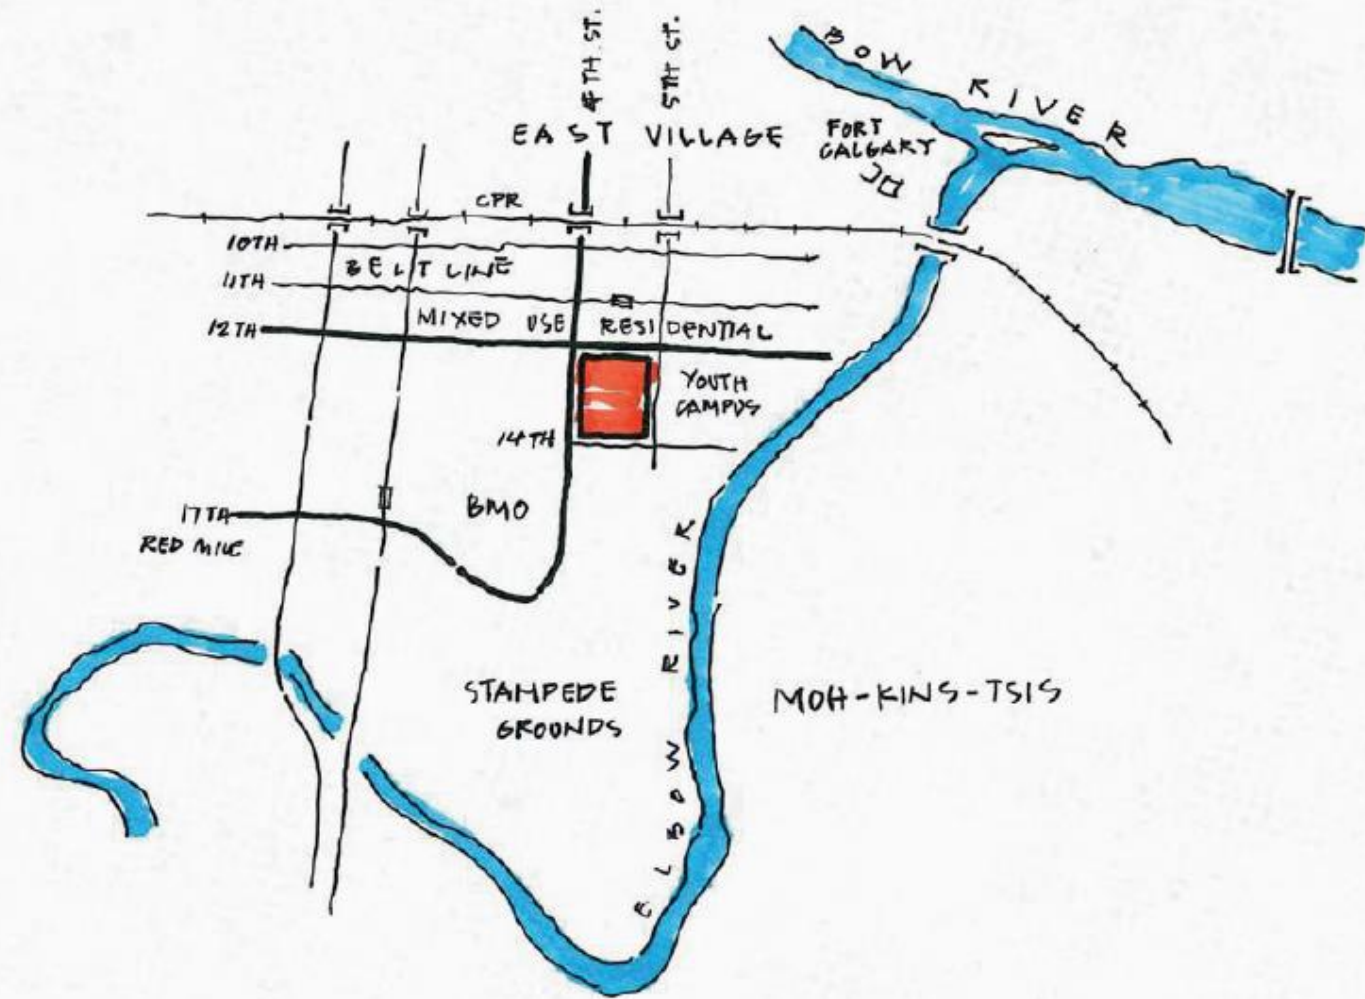 4TH ST.
5TH ST.
BOW RIVER
EAST VILLAGE
FORT
CALGARY
CPR
10TH
BELT LINE
11TH
MIXED USE RESIDENTIAL
12TH
YOUTH
CAMPUS
14TH
BMO
17TH
RED MILE
ELBOW RIVER
STAMPEDE
GROUNDS
MOH-KINS-TSIS